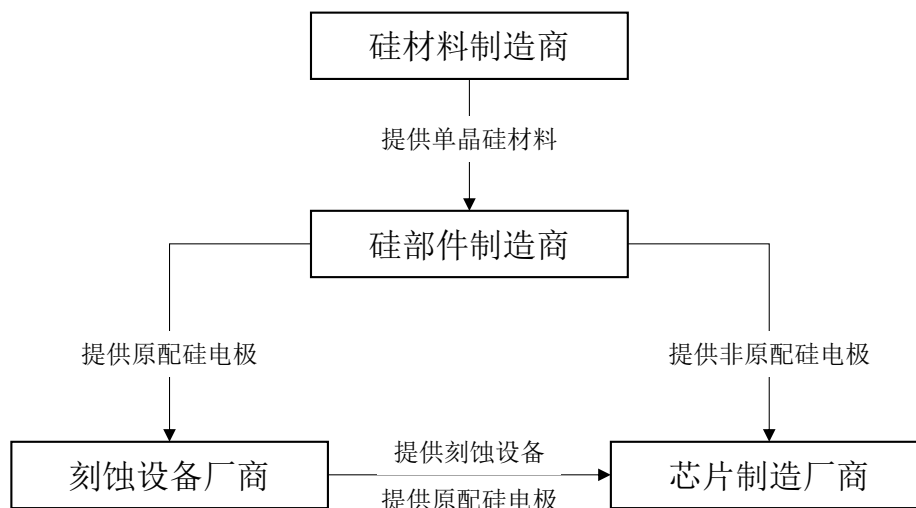 硅材料制造商
提供单晶硅材料
硅部件制造商
提供原配硅电极
提供非原配硅电极
刻蚀设备厂商
提供刻蚀设备
提供原配硅电极
芯片制造厂商